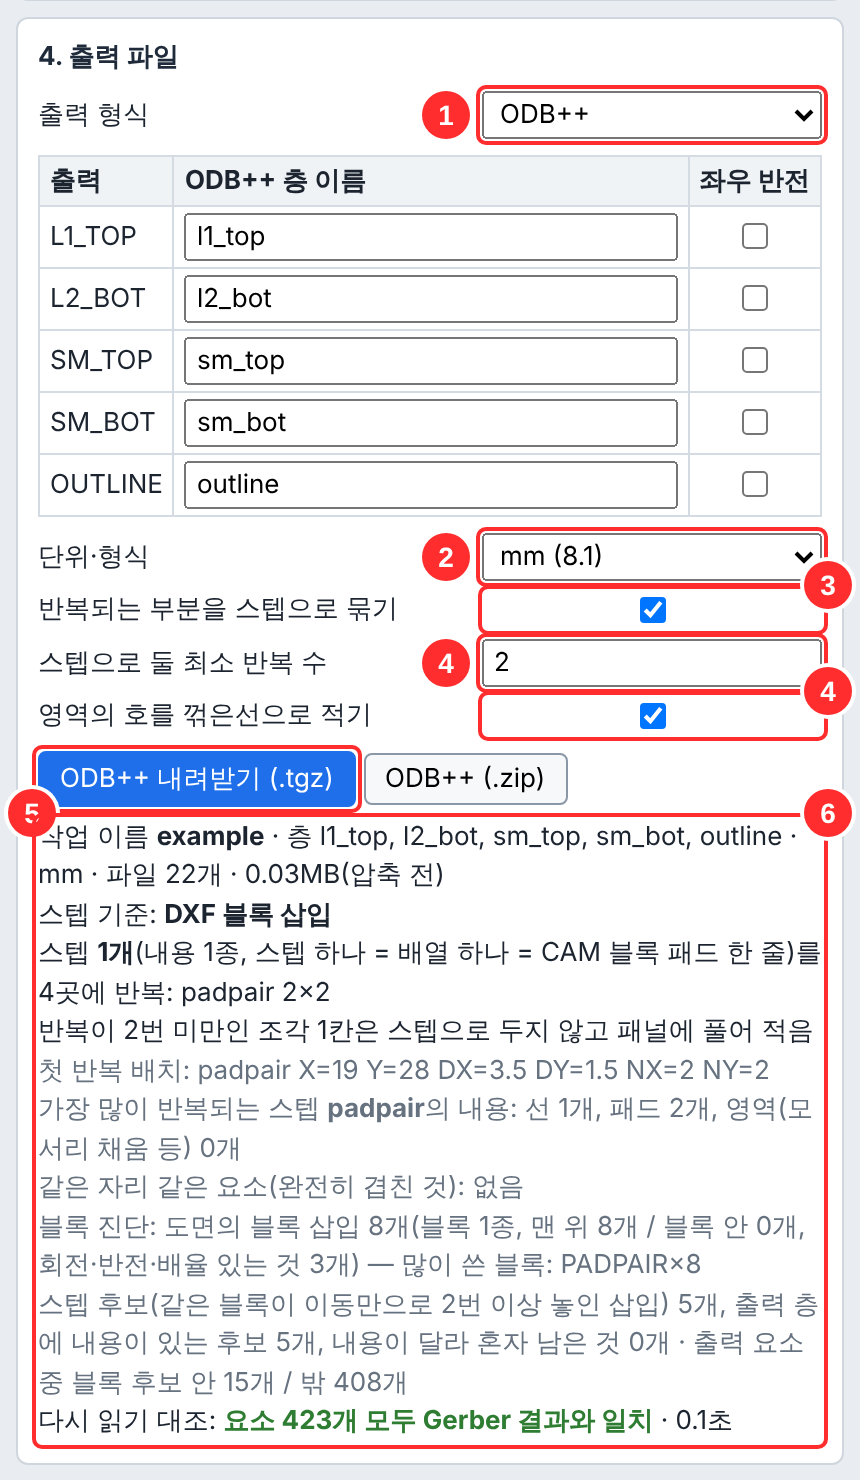 4. 출력 파일
출력 형식 1 ODB++
출력 ODB++ 층 이름 좌우 반전
L1_TOP l1_top
L2_BOT l2_bot
SM_TOP sm_top
SM_BOT sm_bot
OUTLINE outline
단위·형식 2 mm (8.1)
3
반복되는 부분을 스텝으로 묶기
스텝으로 둘 최소 반복 수 4 2
4
영역의 호를 꺾은선으로 적기
ODB++ 내려받기 (.tgz) ODB++ (.zip)
5 6
작업 이름 example · 층 l1_top, l2_bot, sm_top, sm_bot, outline ·
mm · 파일 22개 · 0.03MB(압축 전)
스텝 기준: DXF 블록 삽입
스텝 1개(내용 1종, 스텝 하나 = 배열 하나 = CAM 블록 패드 한 줄)를
4곳에 반복: padpair 2×2
반복이 2번 미만인 조각 1칸은 스텝으로 두지 않고 패널에 풀어 적음
첫 반복 배치: padpair X=19 Y=28 DX=3.5 DY=1.5 NX=2 NY=2
가장 많이 반복되는 스텝 padpair의 내용: 선 1개, 패드 2개, 영역(모
서리 채움 등) 0개
같은 자리 같은 요소(완전히 겹친 것): 없음
블록 진단: 도면의 블록 삽입 8개(블록 1종, 맨 위 8개 / 블록 안 0개,
회전·반전·배율 있는 것 3개) — 많이 쓴 블록: PADPAIR×8
스텝 후보(같은 블록이 이동만으로 2번 이상 놓인 삽입) 5개, 출력 층
에 내용이 있는 후보 5개, 내용이 달라 혼자 남은 것 0개 · 출력 요소
중 블록 후보 안 15개 / 밖 408개
다시 읽기 대조: 요소 423개 모두 Gerber 결과와 일치 · 0.1초